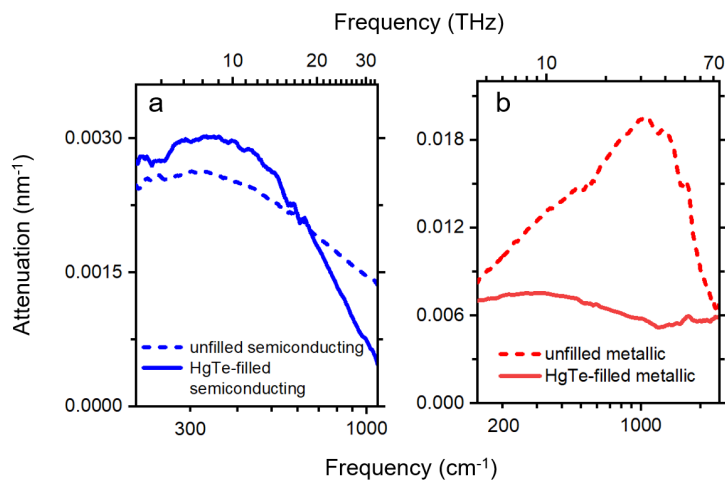 Frequency (THz)
10 20 30
10 70
a
b
Attenuation (nm-1)
0.0030
0.0015
0.0000
0.018
0.012
0.006
0.000
unfilled semiconducting
HgTe-filled
semiconducting
unfilled metallic
HgTe-filled metallic
300 1000
200 1000
Frequency (cm-1)